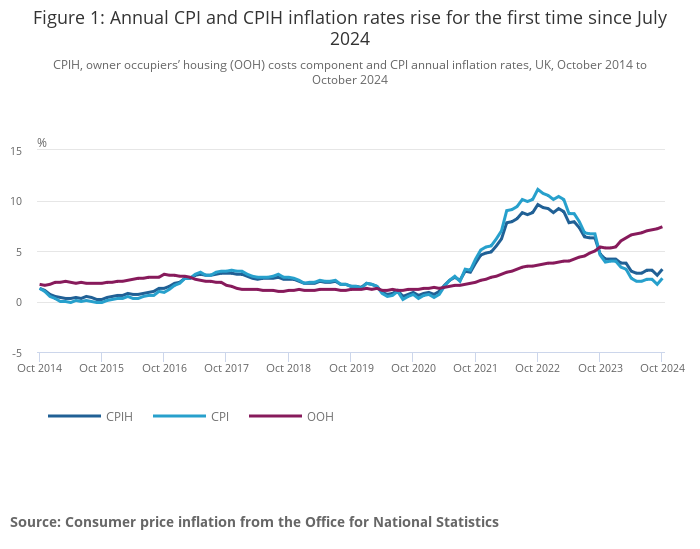 Figure 1: Annual CPI and CPIH inflation rates rise for the first time since July
2024
CPIH, owner occupiers’ housing (OOH) costs component and CPI annual inflation rates, UK, October 2014 to
October 2024
%
15
10
5
0
-5
Oct 2014 Oct 2015 Oct 2016 Oct 2017 Oct 2018 Oct 2019 Oct 2020 Oct 2021 Oct 2022 Oct 2023 Oct 2024
CPIH CPI OOH
Source: Consumer price inflation from the Office for National Statistics